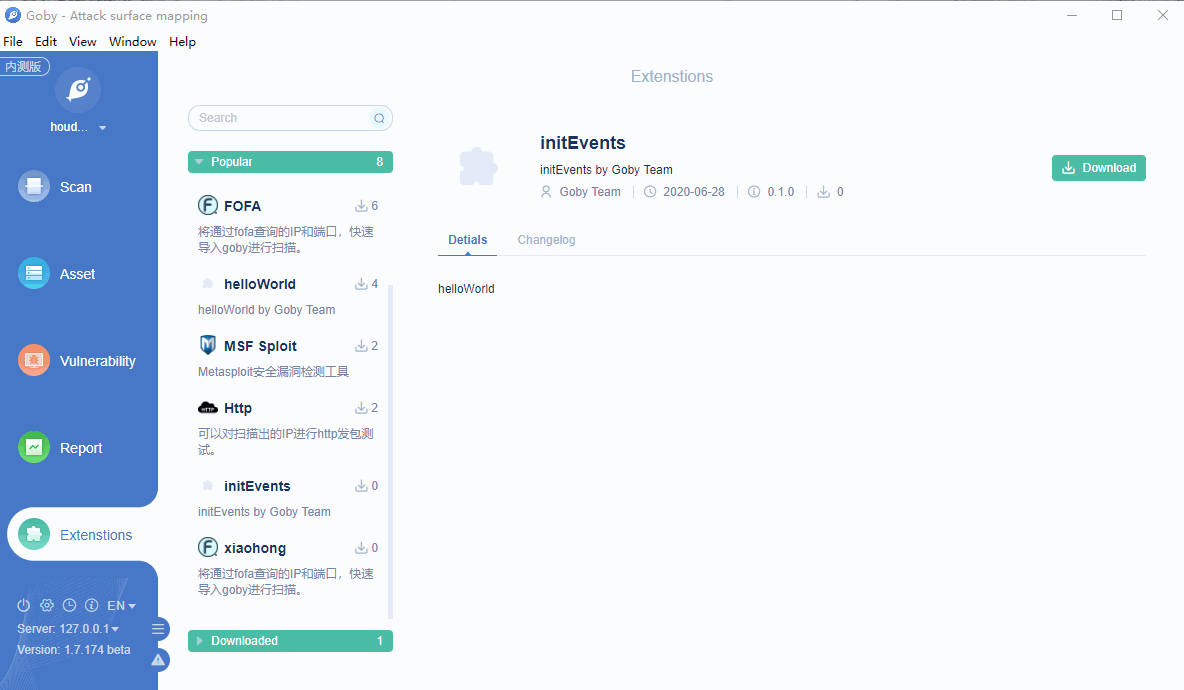 Goby - Attack surface mapping
File Edit View Window Help
内测版
houd...
Scan
Asset
Vulnerability
Report
Extenstions
EN
Server: 127.0.0.1
Version: 1.7.174 beta
Extenstions
Search
Popular 8
FOFA 6
将通过fofa查询的IP和端口，快速
导入goby进行扫描。
helloWorld 4
helloWorld by Goby Team
MSF Sploit 2
Metasploit安全漏洞检测工具
HTTP
Http 2
可以对扫描出的IP进行http发包测
试。
initEvents 0
initEvents by Goby Team
xiaohong 0
将通过fofa查询的IP和端口，快速
导入goby进行扫描。
Downloaded 1
initEvents
initEvents by Goby Team
Goby Team 2020-06-28 0.1.0 0
Download
Detials Changelog
helloWorld